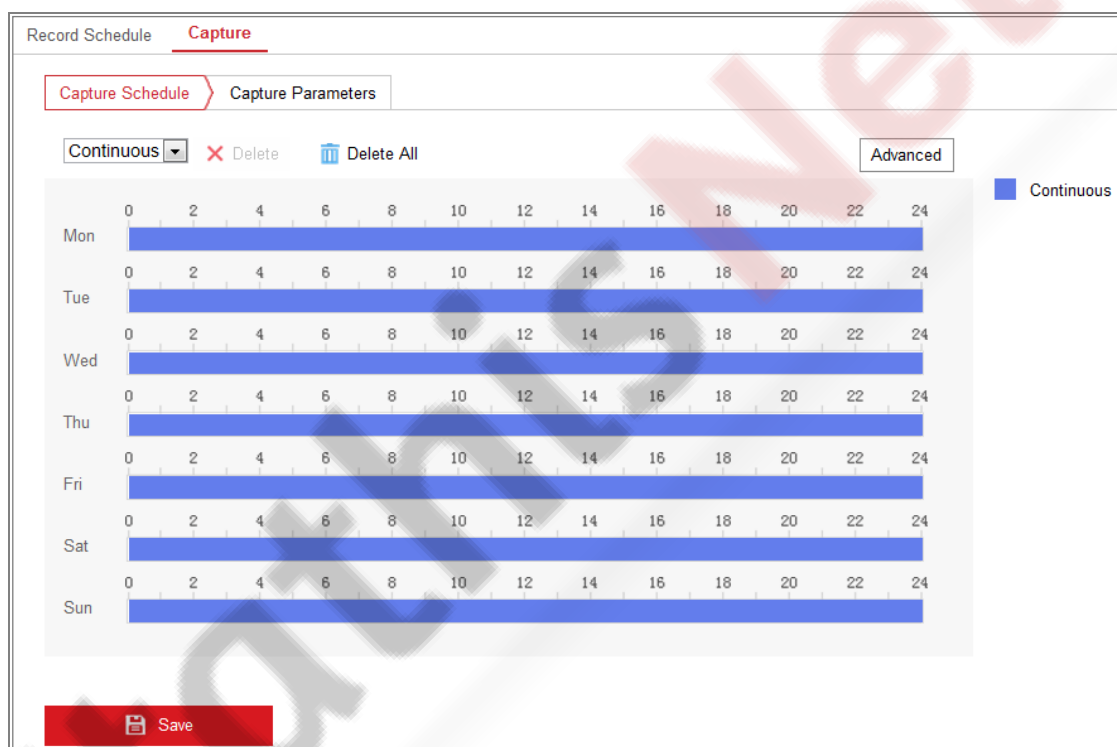 Record Schedule Capture
Capture Schedule Capture Parameters
Continuous Delete Delete All Advanced
Continuous
0 2 4 6 8 10 12 14 16 18 20 22 24
Mon
0 2 4 6 8 10 12 14 16 18 20 22 24
Tue
0 2 4 6 8 10 12 14 16 18 20 22 24
Wed
0 2 4 6 8 10 12 14 16 18 20 22 24
Thu
0 2 4 6 8 10 12 14 16 18 20 22 24
Fri
0 2 4 6 8 10 12 14 16 18 20 22 24
Sat
0 2 4 6 8 10 12 14 16 18 20 22 24
Sun
Save